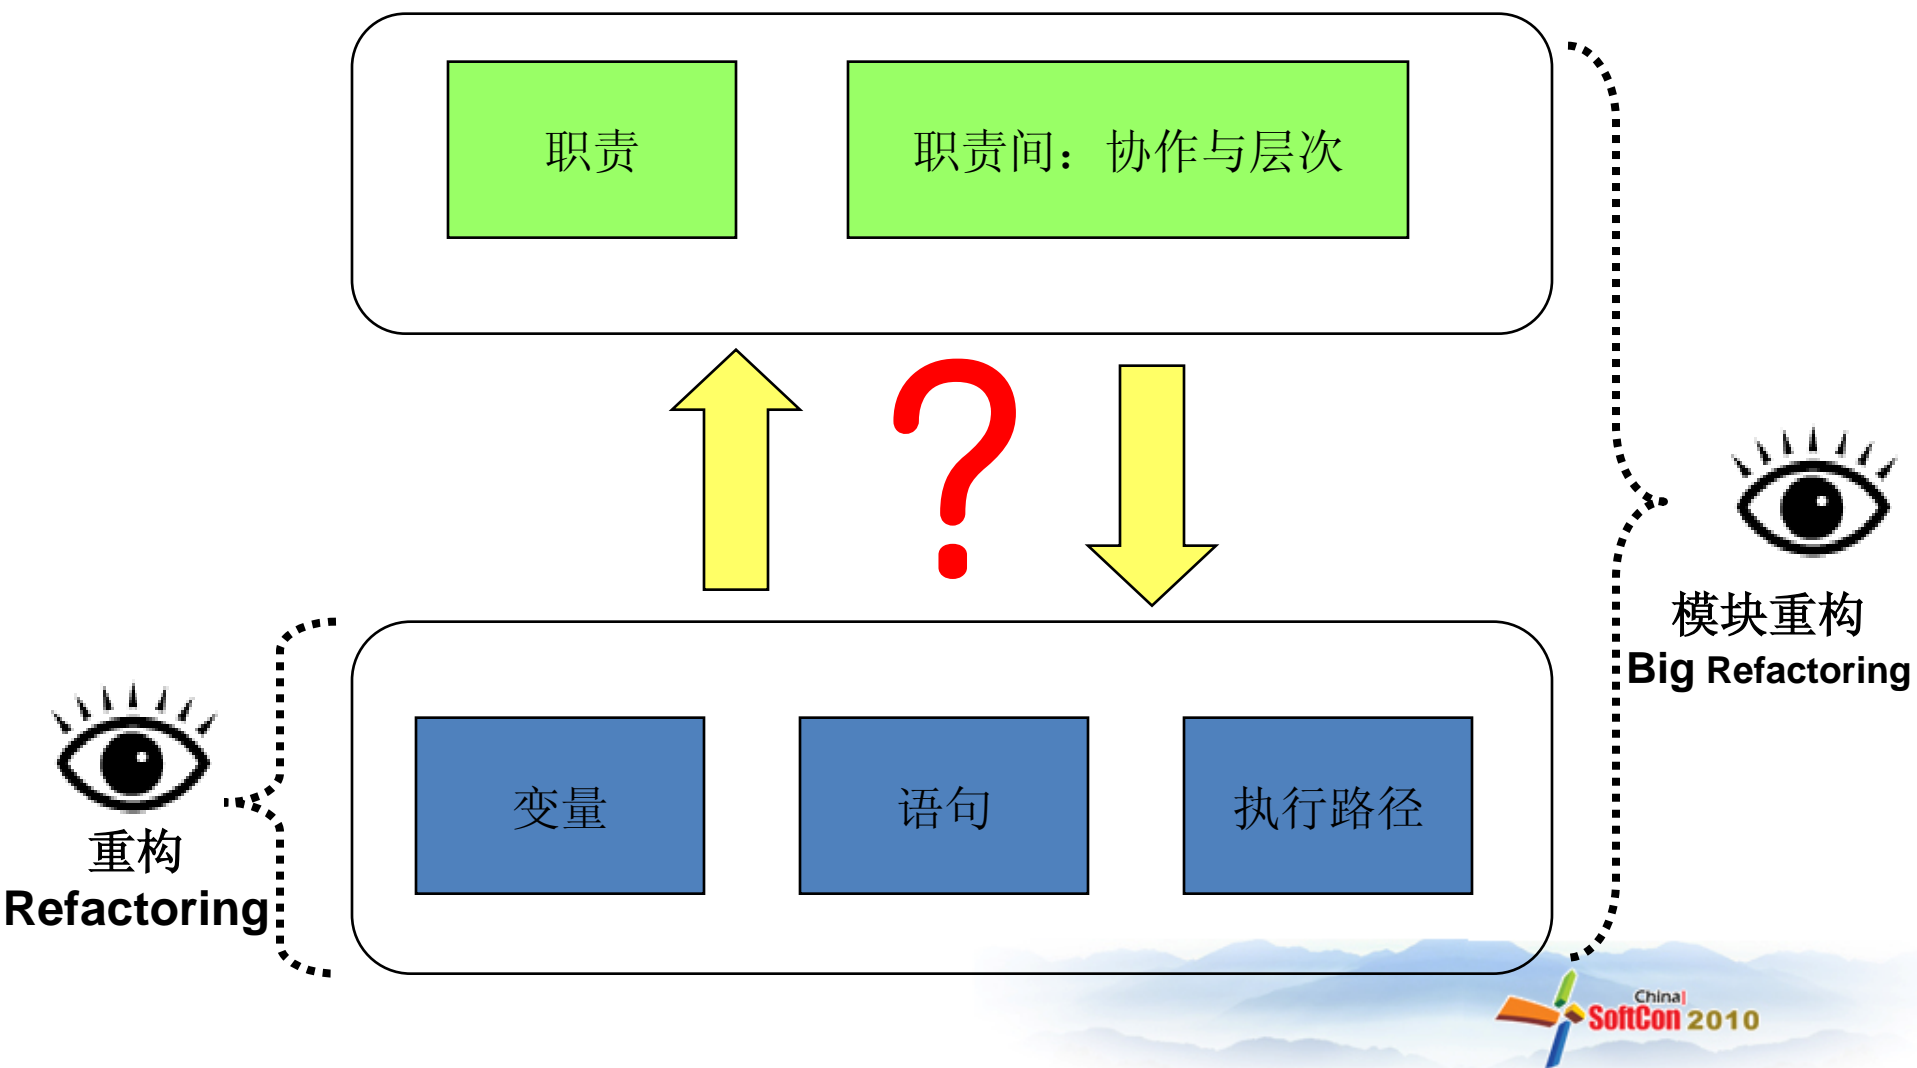 职责
职责间：协作与层次
?
模块重构
Big Refactoring
变量
语句
执行路径
重构
Refactoring
China
SoftCon 2010